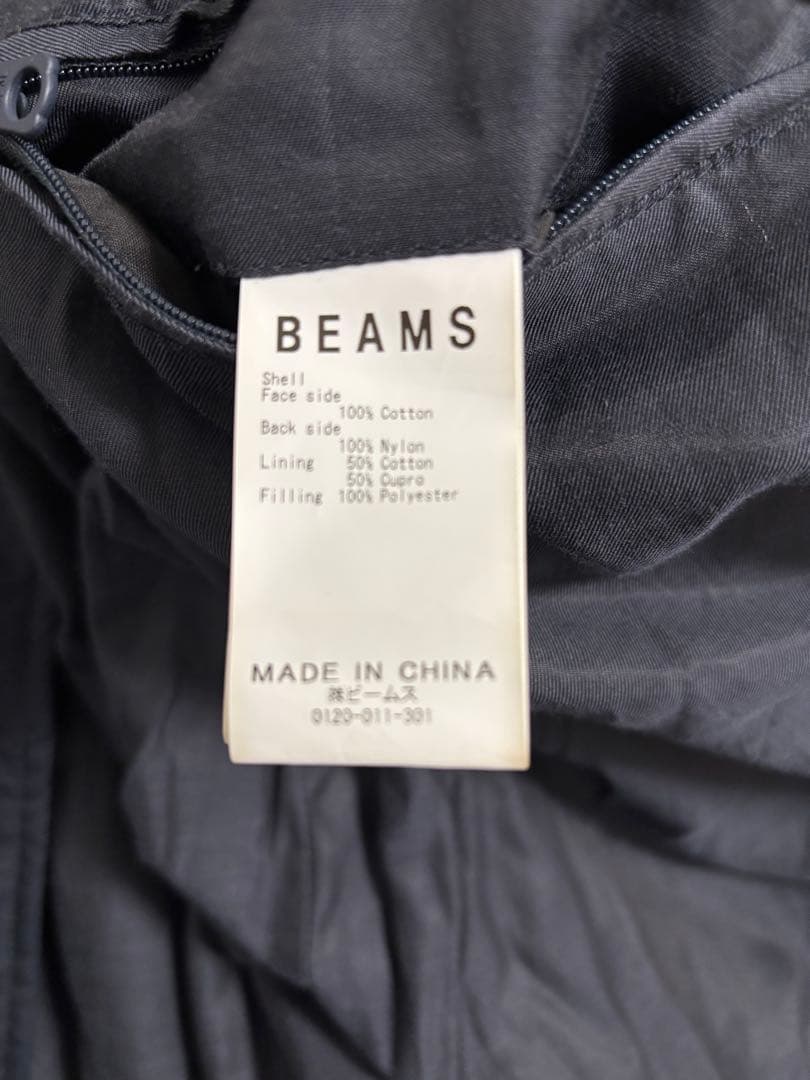 BEAMS
Shell
Face side
100% Cotton
Back side
100% Nylon
Lining 50% Cotton
50% Cupro
Filling 100% Polyester
MADE IN CHINA
㈱ビームス
0120-011-301